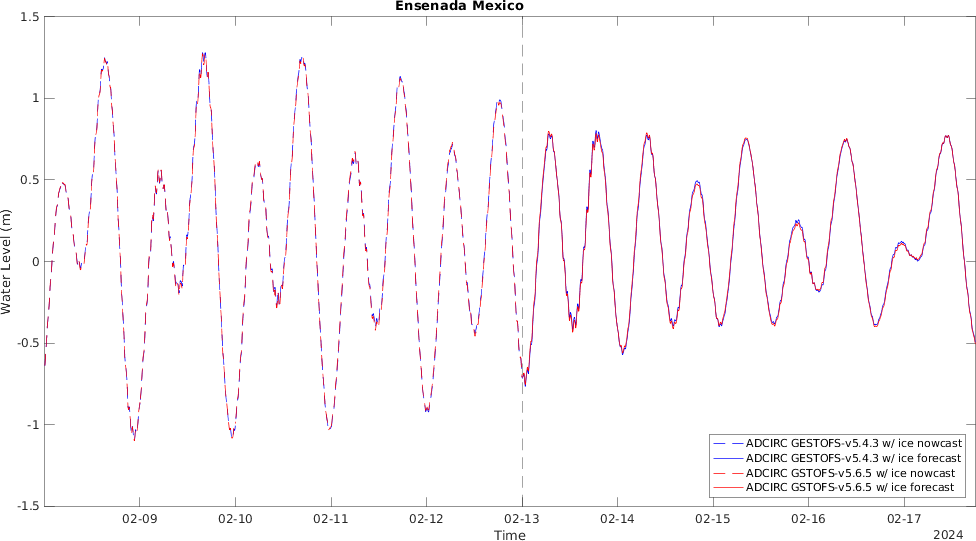 Ensenada Mexico
1.5
1
0.5
0
-0.5
-1
-1.5
Water Level (m)
02-09 02-10 02-11 02-12 02-13 02-14 02-15 02-16 02-17
Time
2024
ADCIRC GESTOFS-v5.4.3 w/ ice nowcast
ADCIRC GESTOFS-v5.4.3 w/ ice forecast
ADCIRC GSTOFS-v5.6.5 w/ ice nowcast
ADCIRC GSTOFS-v5.6.5 w/ ice forecast